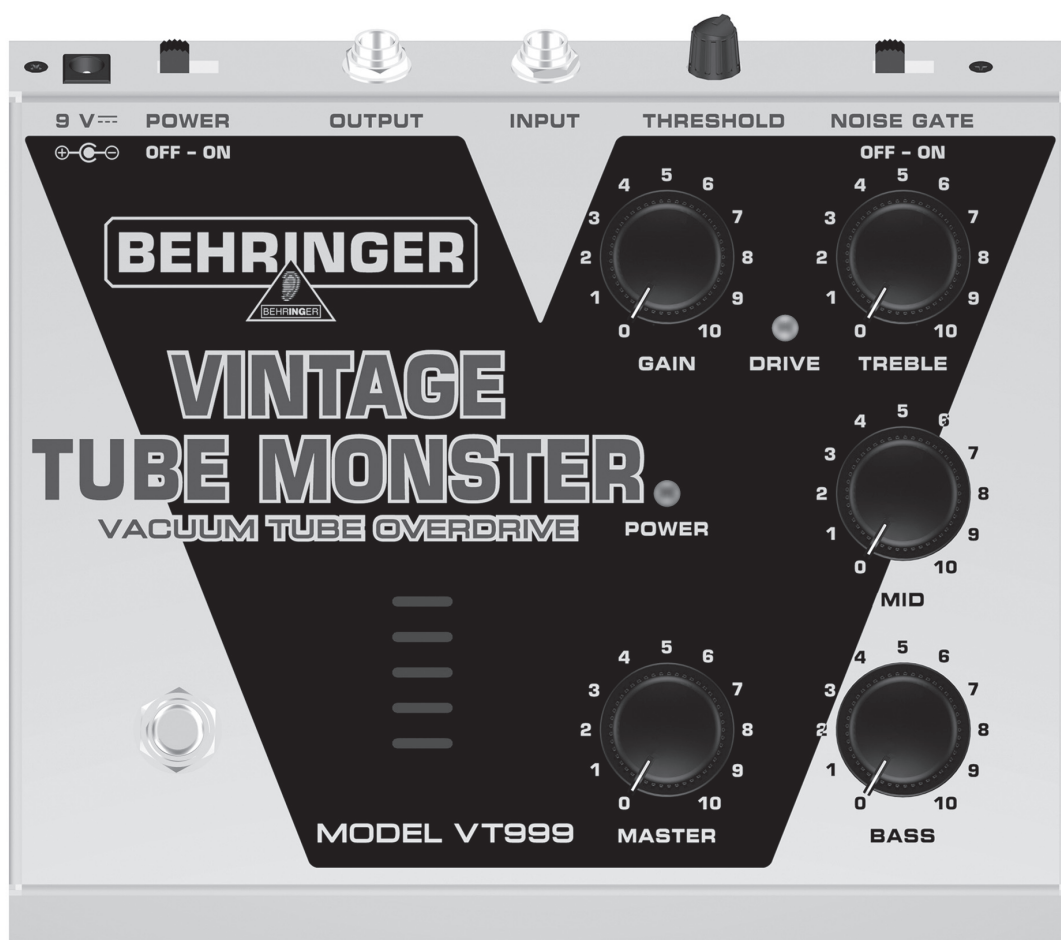 9 V POWER OUTPUT INPUT THRESHOLD NOISE GATE
OFF – ON OFF – ON
BEHRINGER
BEHRINGER
5
4 6
3 7
2 8
1 9
0 10
GAIN
DRIVE
5
4 6
3 7
2 8
1 9
0 10
TREBLE
VINTAGE
TUBE MONSTER
VACUUM TUBE OVERDRIVE
POWER
5
4 6
3 7
2 8
1 9
0 10
MID
5
4 6
3 7
2 8
1 9
0 10
MASTER
5
4 6
3 7
2 8
1 9
0 10
BASS
MODEL VT999